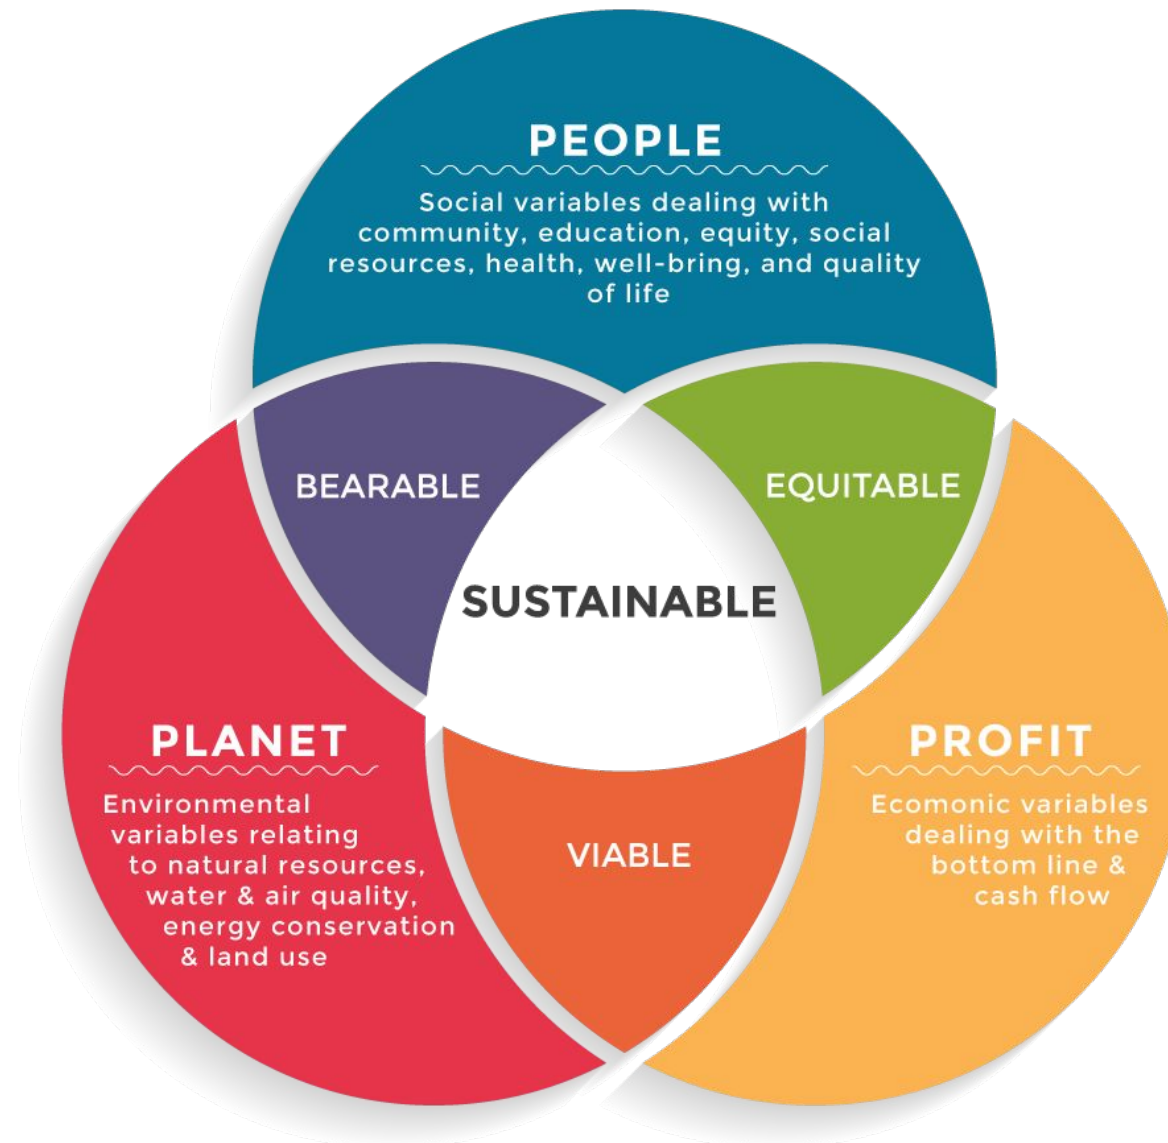 PEOPLE
Social variables dealing with
community, education, equity, social
resources, health, well-bring, and quality
of life
BEARABLE
EQUITABLE
SUSTAINABLE
PLANET
Environmental
variables relating
to natural resources,
water & air quality,
energy conservation
& land use
VIABLE
PROFIT
Ecomonic variables
dealing with the
bottom line &
cash flow